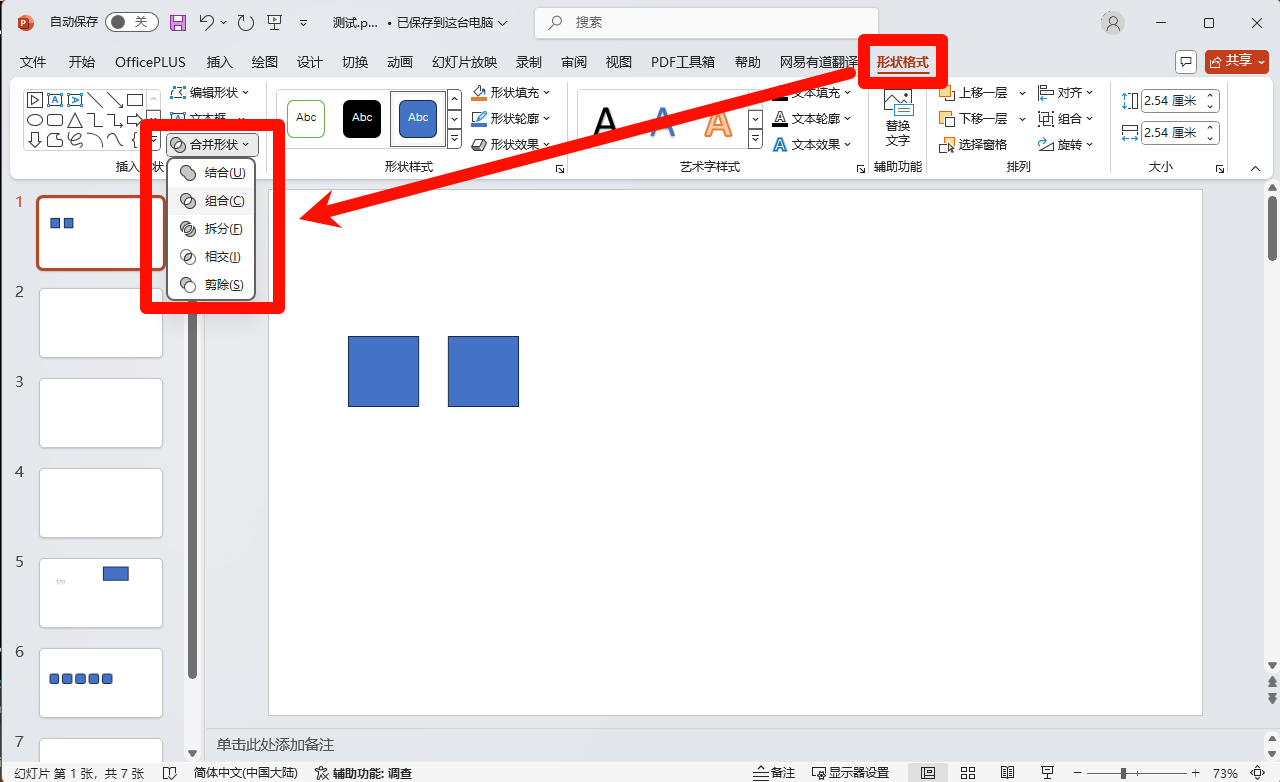 自动保存 关 测试.p... • 已保存到这台电脑 搜索
文件 开始 OfficePLUS 插入 绘图 设计 切换 动画 幻灯片放映 录制 审阅 视图 PDF工具箱 帮助 网易有道翻译 形状格式 共享
编辑形状 形状填充 文本填充 上移一层 对齐 2.54 厘米
Abc Abc Abc
文本框 形状轮廓 A A A 文本轮廓 替换文字 下移一层 组合 2.54 厘米
合并形状 形状效果 文本效果 选择窗格 旋转
插入 状 形状样式 艺术字样式 辅助功能 排列 大小
结合(U)
组合(C)
拆分(F)
相交(I)
剪除(S)
1
2
3
4
5
6
7
单击此处添加备注
幻灯片 第 1 张，共 7 张 简体中文(中国大陆) 辅助功能: 调查 备注 显示器设置 73%